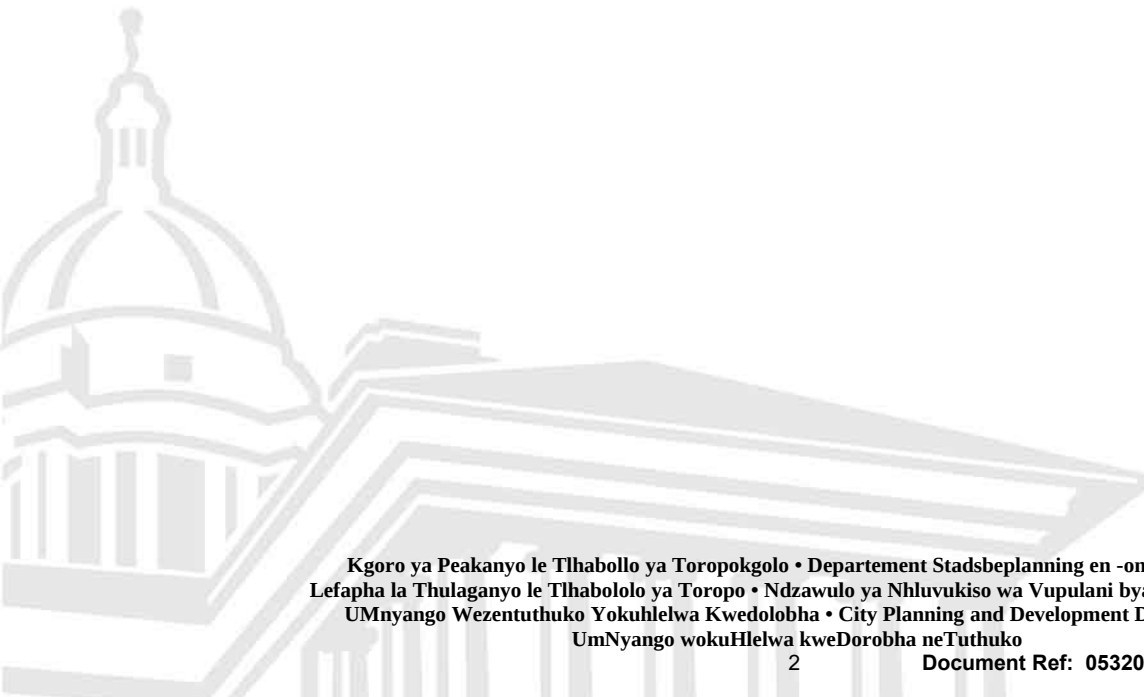 Kgoro ya Peakanyo le Tlhabollo ya Toropokgolo • Departement Stadsbeplanning en -on
Lefapha la Thulaganyo le Tlhabololo ya Toropo • Ndzawulo ya Nhluvukiso wa Vupulani bya
UMnyango Wezentuthuko Yokuhlelwa Kwedolobha • City Planning and Development D
UmNyango wokuHlelwa kweDorobha neTuthuko
2 Document Ref: 05320